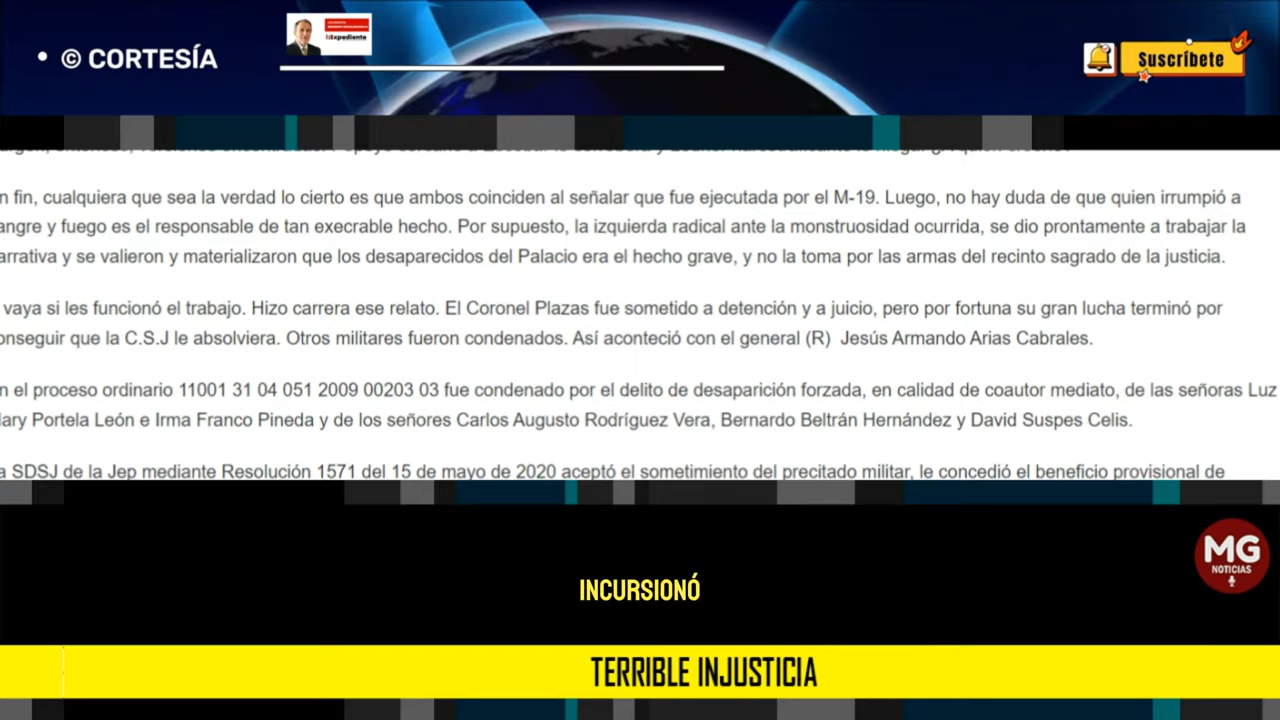 © CORTESÍA
Expediente
Suscríbete
n fin, cualquiera que sea la verdad lo cierto es que ambos coinciden al señalar que fue ejecutada por el M-19. Luego, no hay duda de que quien irrumpió a
angre y fuego es el responsable de tan execrable hecho. Por supuesto, la izquierda radical ante la monstruosidad ocurrida, se dio prontamente a trabajar la
arrativa y se valieron y materializaron que los desaparecidos del Palacio era el hecho grave, y no la toma por las armas del recinto sagrado de la justicia.
vaya si les funcionó el trabajo. Hizo carrera ese relato. El Coronel Plazas fue sometido a detención y a juicio, pero por fortuna su gran lucha terminó por
onseguir que la C.S.J le absolviera. Otros militares fueron condenados. Así aconteció con el general (R) Jesús Armando Arias Cabrales.
n el proceso ordinario 11001 31 04 051 2009 00203 03 fue condenado por el delito de desaparición forzada, en calidad de coautor mediato, de las señoras Luz
lary Portela León e Irma Franco Pineda y de los señores Carlos Augusto Rodríguez Vera, Bernardo Beltrán Hernández y David Suspes Celis.
a SDSJ de la Jep mediante Resolución 1571 del 15 de mayo de 2020 aceptó el sometimiento del precitado militar, le concedió el beneficio provisional de
MG
NOTICIAS
INCURSIONÓ
TERRIBLE INJUSTICIA